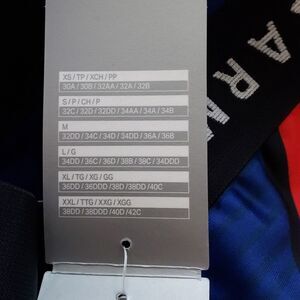 XS / TP / XCH / PP
30A / 30B / 32AA / 32A / 32B
S / P / CH / P
32C / 32D / 32DD / 34AA / 34A / 34B
M
32DD / 34C / 34D / 34DD / 36A / 36B
L / G
34DD / 36C / 36D / 38B / 38C / 34DDD
XL / TG / XG / GG
36DD / 36DDD / 38D / 38DD / 40C
XXL / TTG / XXG / XGG
38DD / 38DDD / 40D / 42C
ARM